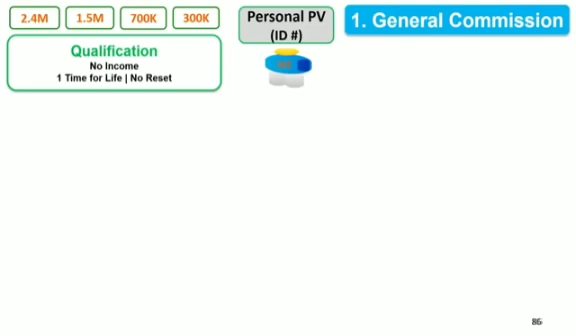 2.4M 1.5M 700K 300K
Qualification
No Income
1 Time for Life | No Reset
Personal PV
(ID #)
1. General Commission
86